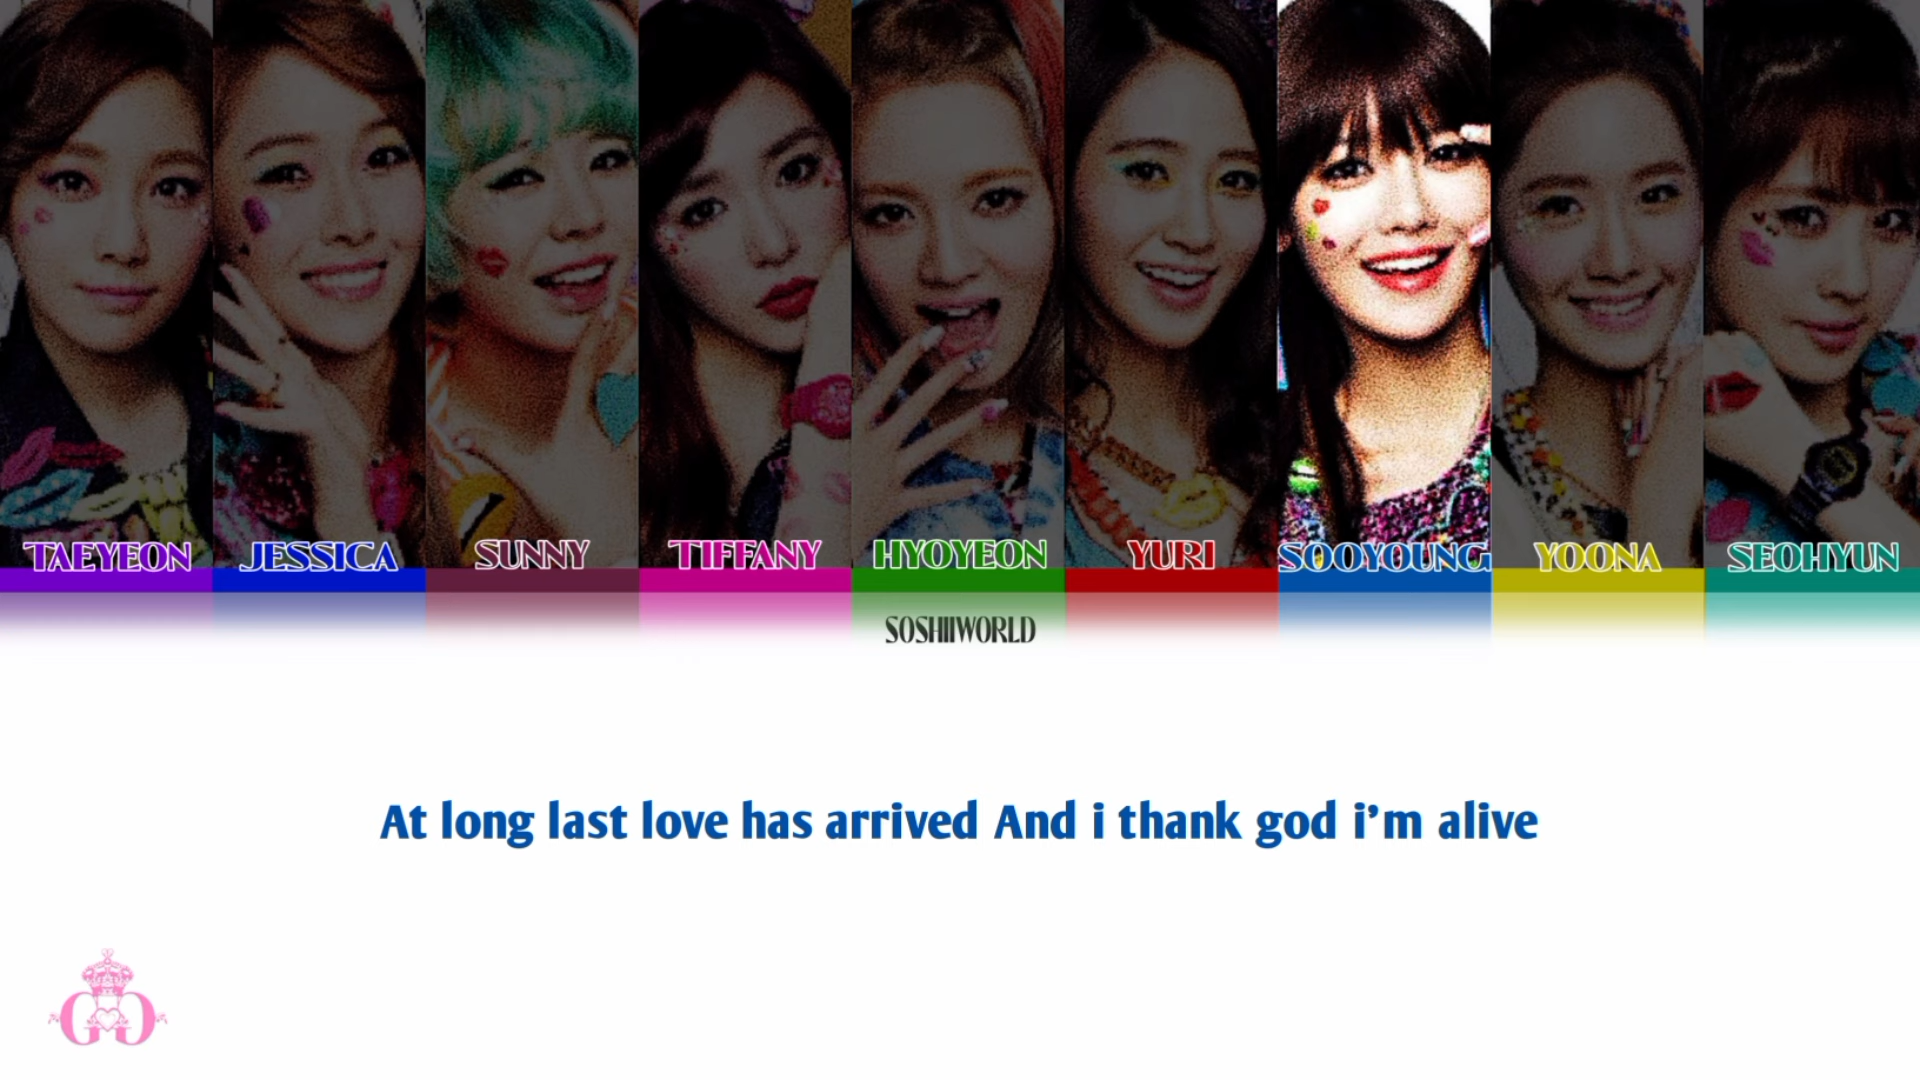 TAEYEON JESSICA SUNNY TIFFANY HYOYEON YURI SOOYOUNG YOONA SEOHYUN
SOSHIIWORLD
At long last love has arrived And i thank god i'm alive
GG